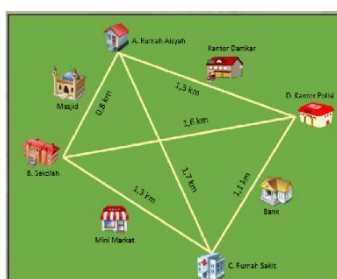 A. Rumah Aisyah
Kantor Damkar
Masjid
0,8 km
1,3 km
D. Kantor Polisi
1,6 km
B. Sekolah
1,7 km
1,1 km
1,3 km
Bank
Mini Market
C. Rumah Sakit